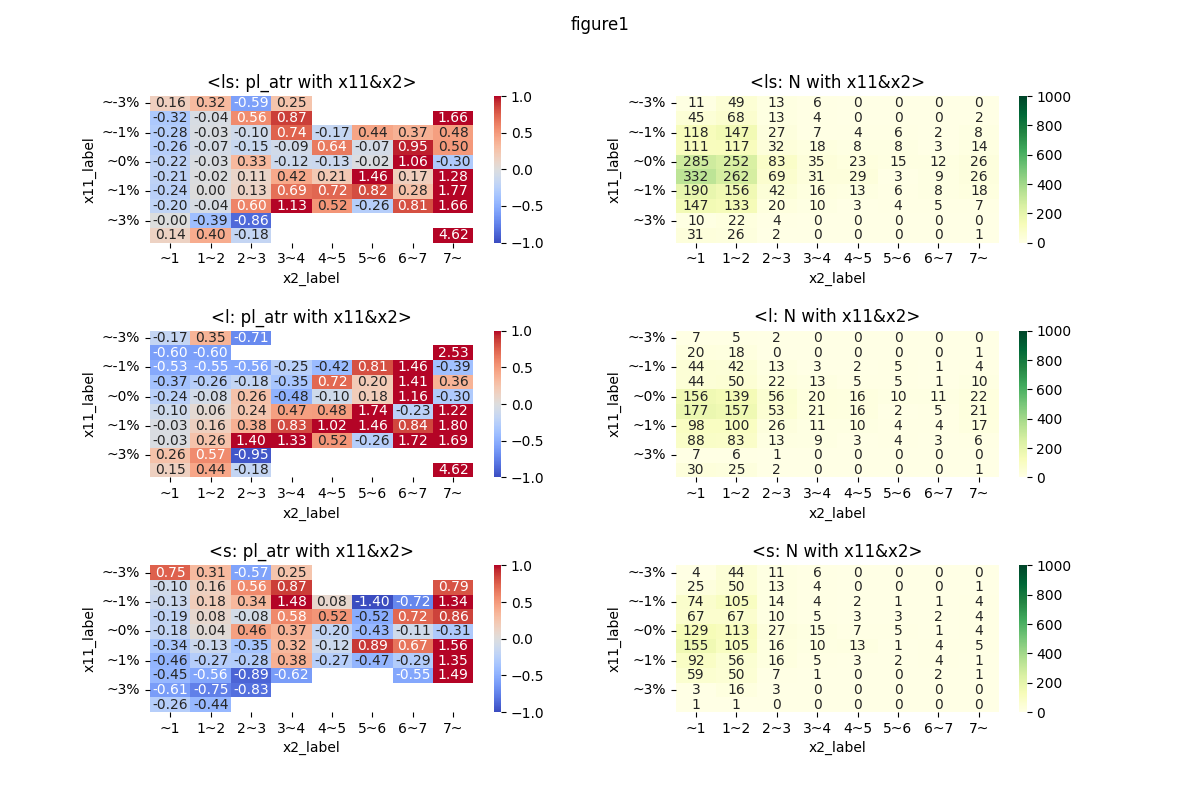 figure1
<ls: pl_atr with x11&x2>
x11_label
~-3% 0.16 0.32 -0.59 0.25
-0.32 -0.04 0.56 0.87 1.66
~-1% -0.28 -0.03 -0.10 0.74 -0.17 0.44 0.37 0.48
-0.26 -0.07 -0.15 -0.09 0.64 -0.07 0.95 0.50
~0% -0.22 -0.03 0.33 -0.12 -0.13 -0.02 1.06 -0.30
-0.21 -0.02 0.11 0.42 0.21 1.46 0.17 1.28
~1% -0.24 0.00 0.13 0.69 0.72 0.82 0.28 1.77
-0.20 -0.04 0.60 1.13 0.52 -0.26 0.81 1.66
~3% -0.00 -0.39 -0.86
0.14 0.40 -0.18 4.62
~1 1~2 2~3 3~4 4~5 5~6 6~7 7~
x2_label
1.0
0.5
0.0
−0.5
−1.0
<ls: N with x11&x2>
x11_label
~-3% 11 49 13 6 0 0 0 0
45 68 13 4 0 0 0 2
~-1% 118 147 27 7 4 6 2 8
111 117 32 18 8 8 3 14
~0% 285 252 83 35 23 15 12 26
332 262 69 31 29 3 9 26
~1% 190 156 42 16 13 6 8 18
147 133 20 10 3 4 5 7
~3% 10 22 4 0 0 0 0 0
31 26 2 0 0 0 0 1
~1 1~2 2~3 3~4 4~5 5~6 6~7 7~
x2_label
1000
800
600
400
200
0
<l: pl_atr with x11&x2>
x11_label
~-3% -0.17 0.35 -0.71
-0.60 -0.60 2.53
~-1% -0.53 -0.55 -0.56 -0.25 -0.42 0.81 1.46 -0.39
-0.37 -0.26 -0.18 -0.35 0.72 0.20 1.41 0.36
~0% -0.24 -0.08 0.26 -0.48 -0.10 0.18 1.16 -0.30
-0.10 0.06 0.24 0.47 0.48 1.74 -0.23 1.22
~1% -0.03 0.16 0.38 0.83 1.02 1.46 0.84 1.80
-0.03 0.26 1.40 1.33 0.52 -0.26 1.72 1.69
~3% 0.26 0.57 -0.95
0.15 0.44 -0.18 4.62
~1 1~2 2~3 3~4 4~5 5~6 6~7 7~
x2_label
1.0
0.5
0.0
−0.5
−1.0
<l: N with x11&x2>
x11_label
~-3% 7 5 2 0 0 0 0 0
20 18 0 0 0 0 0 1
~-1% 44 42 13 3 2 5 1 4
44 50 22 13 5 5 1 10
~0% 156 139 56 20 16 10 11 22
177 157 53 21 16 2 5 21
~1% 98 100 26 11 10 4 4 17
88 83 13 9 3 4 3 6
~3% 7 6 1 0 0 0 0 0
30 25 2 0 0 0 0 1
~1 1~2 2~3 3~4 4~5 5~6 6~7 7~
x2_label
1000
800
600
400
200
0
<s: pl_atr with x11&x2>
x11_label
~-3% 0.75 0.31 -0.57 0.25
-0.10 0.16 0.56 0.87 0.79
~-1% -0.13 0.18 0.34 1.48 0.08 -1.40 -0.72 1.34
-0.19 0.08 -0.08 0.58 0.52 -0.52 0.72 0.86
~0% -0.18 0.04 0.46 0.37 -0.20 -0.43 -0.11 -0.31
-0.34 -0.13 -0.35 0.32 -0.12 0.89 0.67 1.56
~1% -0.46 -0.27 -0.28 0.38 -0.27 -0.47 -0.29 1.35
-0.45 -0.56 -0.89 -0.62 -0.55 1.49
~3% -0.61 -0.75 -0.83
-0.26 -0.44
~1 1~2 2~3 3~4 4~5 5~6 6~7 7~
x2_label
1.0
0.5
0.0
−0.5
−1.0
<s: N with x11&x2>
x11_label
~-3% 4 44 11 6 0 0 0 0
25 50 13 4 0 0 0 1
~-1% 74 105 14 4 2 1 1 4
67 67 10 5 3 3 2 4
~0% 129 113 27 15 7 5 1 4
155 105 16 10 13 1 4 5
~1% 92 56 16 5 3 2 4 1
59 50 7 1 0 0 2 1
~3% 3 16 3 0 0 0 0 0
1 1 0 0 0 0 0 0
~1 1~2 2~3 3~4 4~5 5~6 6~7 7~
x2_label
1000
800
600
400
200
0